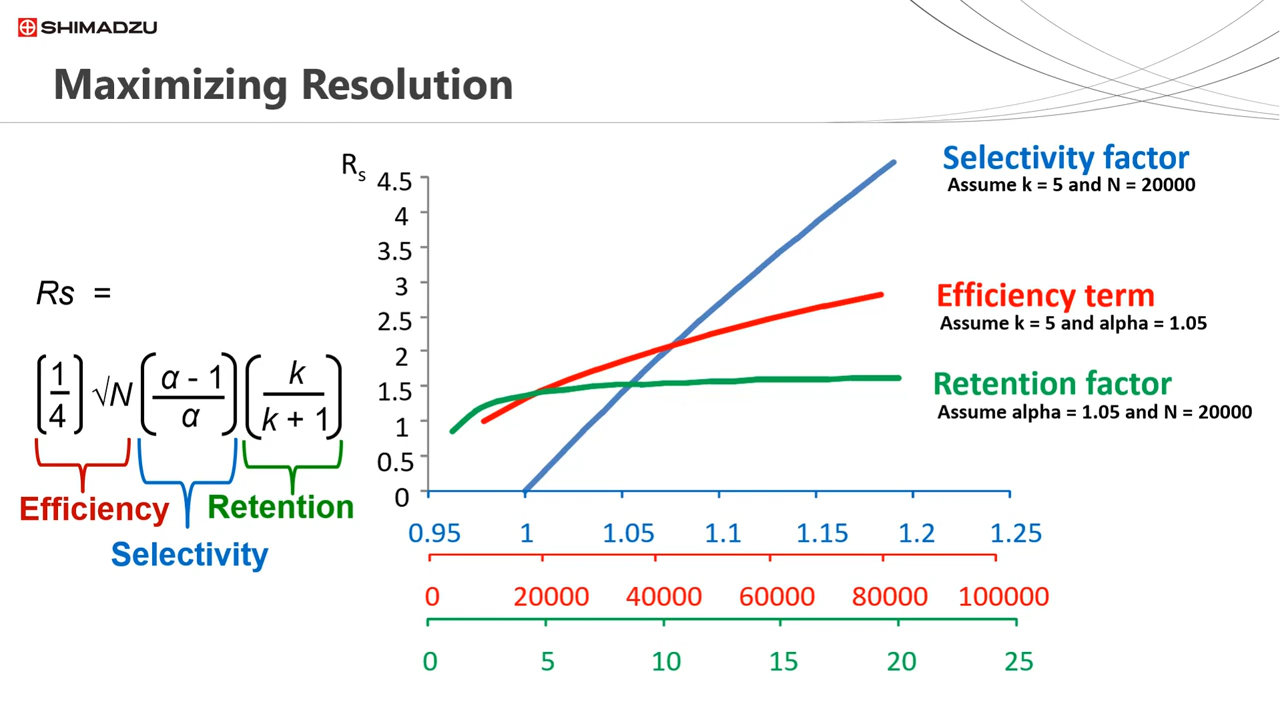 SHIMADZU
Maximizing Resolution
Rs =
(1/4) √N (α - 1/α) (k/k + 1)
Efficiency
Selectivity
Retention
Rs
4.5
4
3.5
3
2.5
2
1.5
1
0.5
0
0.95 1 1.05 1.1 1.15 1.2 1.25
0 20000 40000 60000 80000 100000
0 5 10 15 20 25
Selectivity factor
Assume k = 5 and N = 20000
Efficiency term
Assume k = 5 and alpha = 1.05
Retention factor
Assume alpha = 1.05 and N = 20000